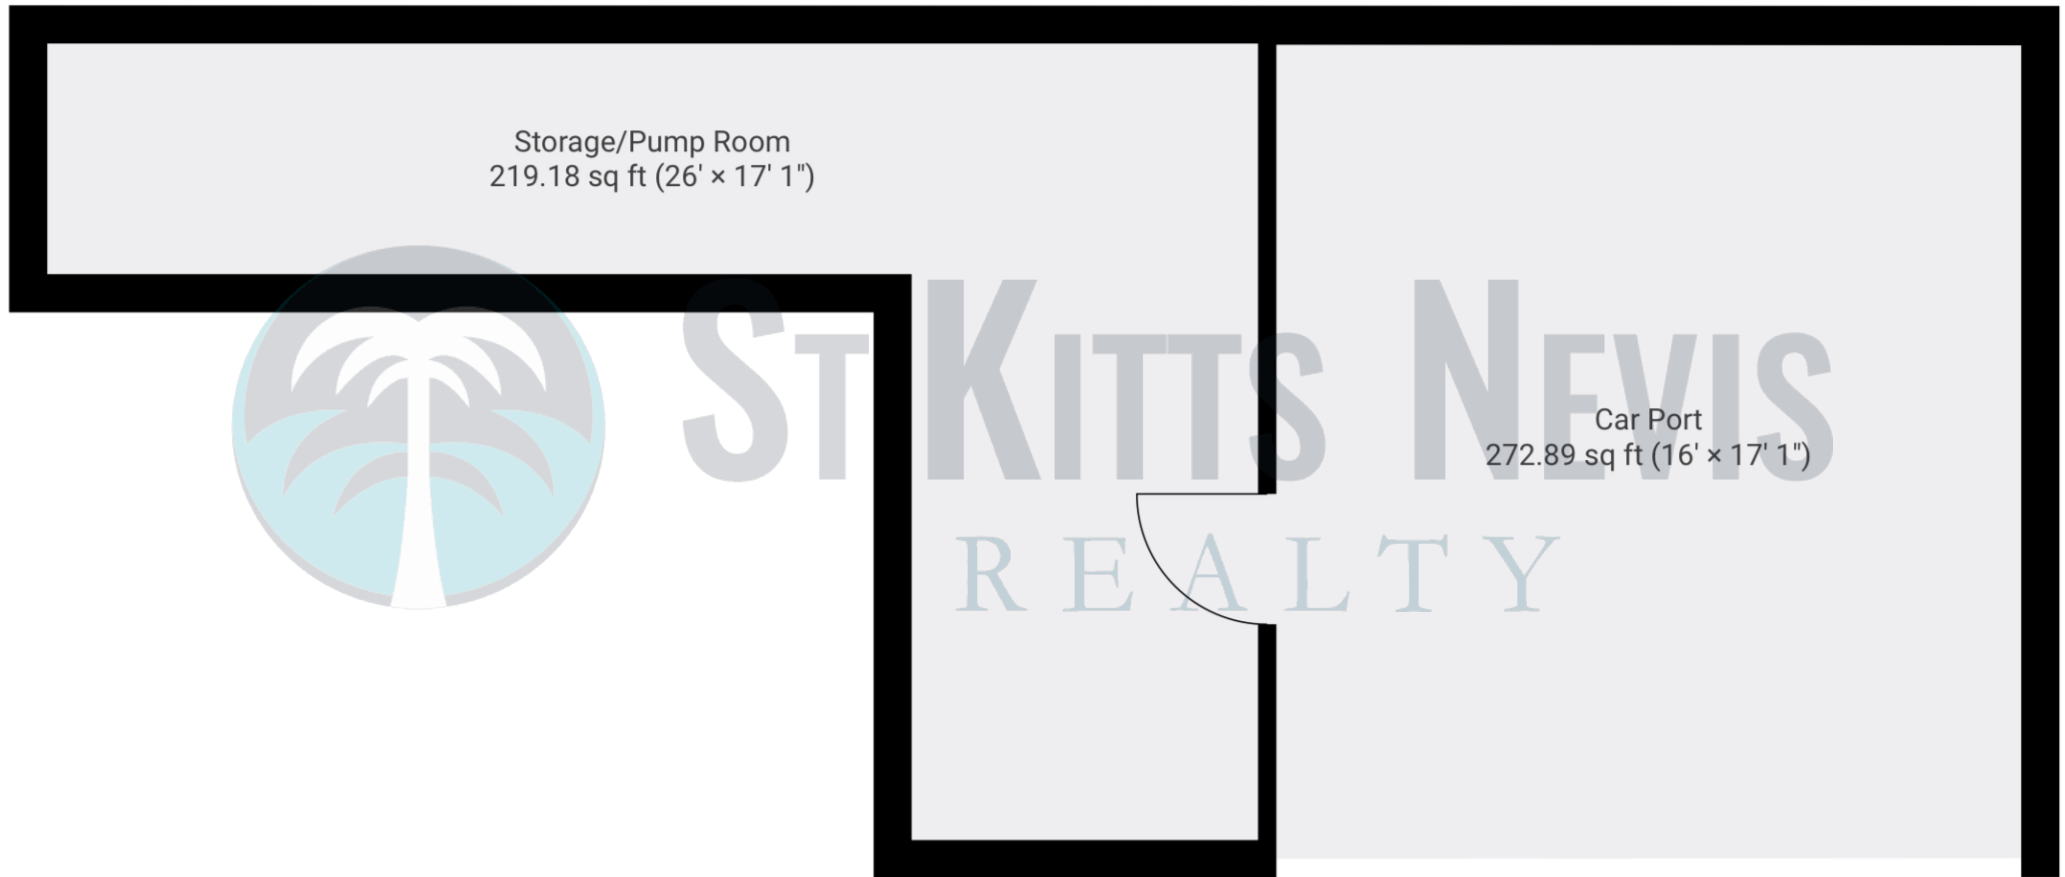 Storage/Pump Room
219.18 sq ft (26' × 17' 1")
ST KITTS NEVIS
REALTY
Car Port
272.89 sq ft (16' × 17' 1")